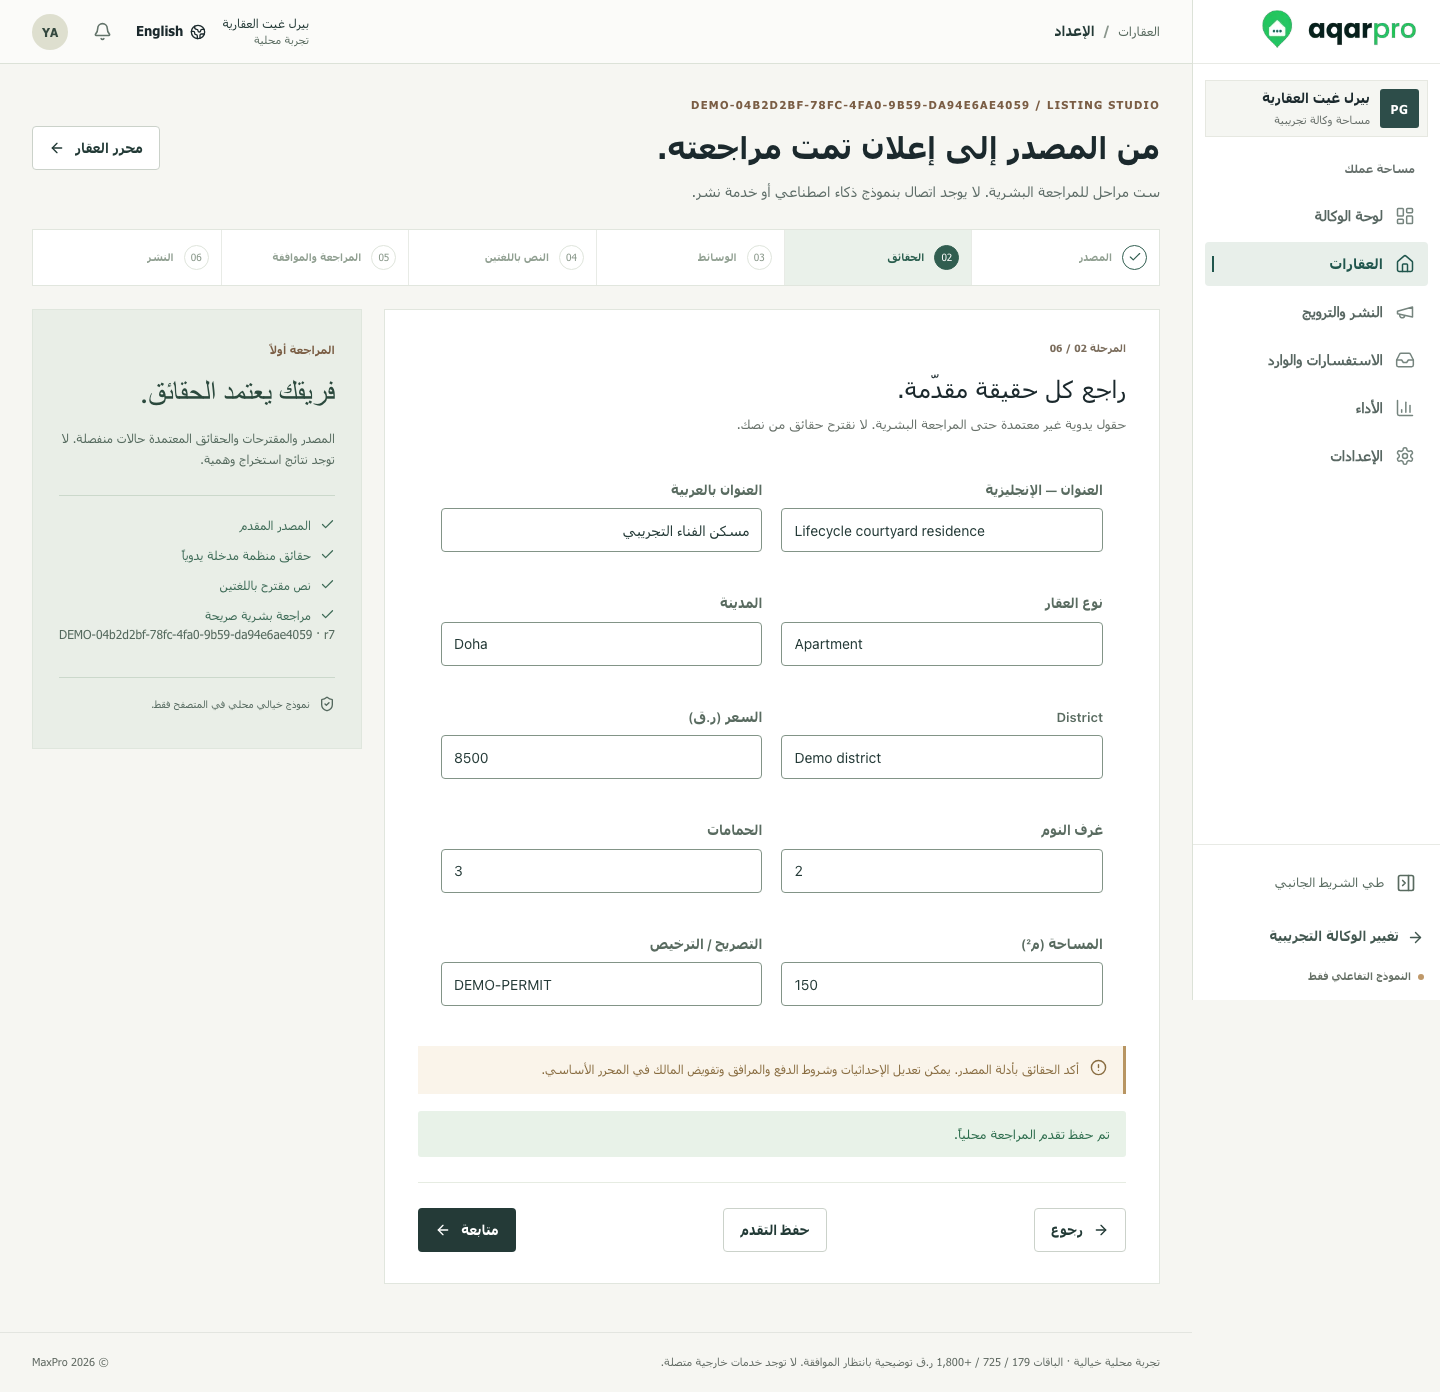 aqarpro
PG
بيرل غيت العقارية
مساحة وكالة تجريبية
مساحة عملك
لوحة الوكالة
العقارات
النشر والترويج
الاستفسارات والوارد
الأداء
الإعدادات
طي الشريط الجانبي
تغيير الوكالة التجريبية
النموذج التفاعلي فقط
العقارات / الإعداد
بيرل غيت العقارية
تجربة محلية
English
YA
DEMO-04B2D2BF-78FC-4FA0-9B59-DA94E6AE4059 / LISTING STUDIO
من المصدر إلى إعلان تمت مراجعته.
ست مراحل للمراجعة البشرية. لا يوجد اتصال بنموذج ذكاء اصطناعي أو خدمة نشر.
محرر العقار
المصدر
02 الحقائق
03 الوسائط
04 النص باللغتين
05 المراجعة والموافقة
06 النشر
المرحلة 02 / 06
راجع كل حقيقة مقدّمة.
حقول يدوية غير معتمدة حتى المراجعة البشرية. لا نقترح حقائق من نصك.
العنوان — الإنجليزية
Lifecycle courtyard residence
العنوان بالعربية
مسكن الفناء التجريبي
نوع العقار
Apartment
المدينة
Doha
District
Demo district
السعر (ر.ق)
8500
غرف النوم
2
الحمامات
3
المساحة (م²)
150
التصريح / الترخيص
DEMO-PERMIT
أكد الحقائق بأدلة المصدر. يمكن تعديل الإحداثيات وشروط الدفع والمرافق وتفويض المالك في المحرر الأساسي.
تم حفظ تقدم المراجعة محلياً.
رجوع
حفظ التقدم
متابعة
المراجعة أولاً
فريقك يعتمد الحقائق.
المصدر والمقترحات والحقائق المعتمدة حالات منفصلة. لا
توجد نتائج استخراج وهمية.
المصدر المقدم
حقائق منظمة مدخلة يدوياً
نص مقترح باللغتين
مراجعة بشرية صريحة
DEMO-04b2d2bf-78fc-4fa0-9b59-da94e6ae4059 · r7
نموذج خيالي محلي في المتصفح فقط.
تجربة محلية خيالية · الباقات 179 / 725 / +1,800 ر.ق توضيحية بانتظار الموافقة. لا توجد خدمات خارجية متصلة.
© MaxPro 2026